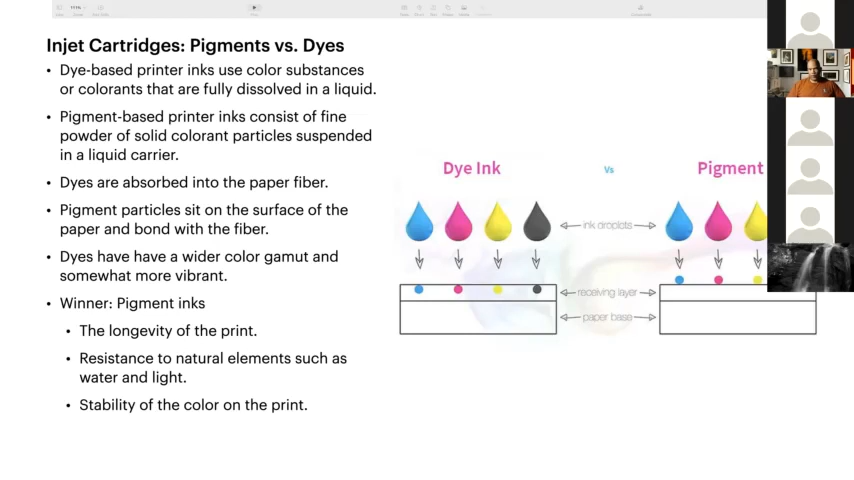 Injet Cartridges: Pigments vs. Dyes
• Dye-based printer inks use color substances
or colorants that are fully dissolved in a liquid.
• Pigment-based printer inks consist of fine
powder of solid colorant particles suspended
in a liquid carrier.
• Dyes are absorbed into the paper fiber.
• Pigment particles sit on the surface of the
paper and bond with the fiber.
• Dyes have have a wider color gamut and
somewhat more vibrant.
• Winner: Pigment inks
• The longevity of the print.
• Resistance to natural elements such as
water and light.
• Stability of the color on the print.
Dye Ink Vs Pigment
ink droplets
receiving layer
paper base